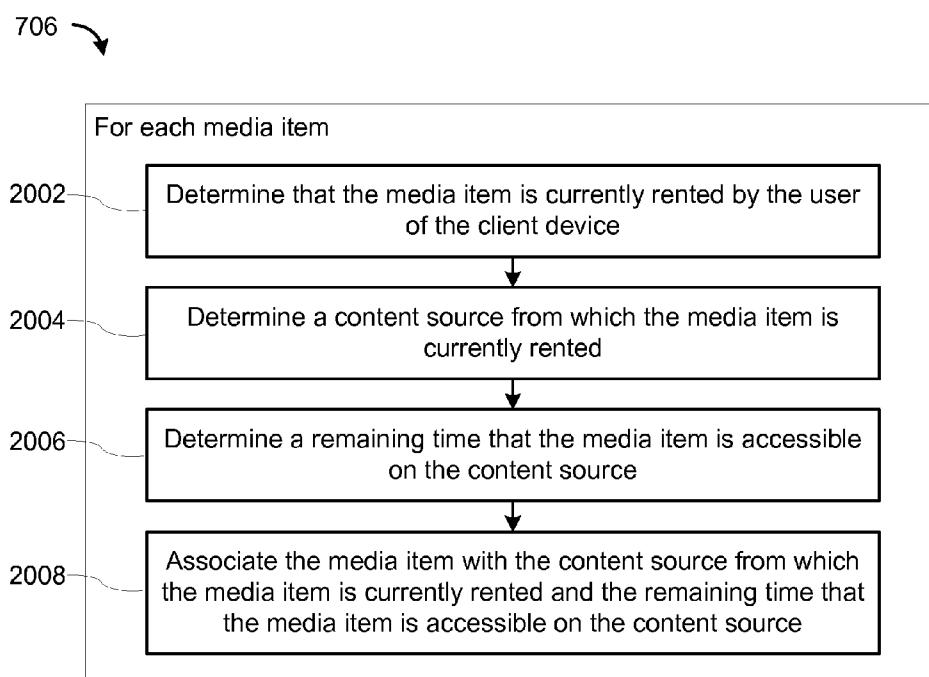 706
For each media item
2002
Determine that the media item is currently rented by the user
of the client device
2004
Determine a content source from which the media item is
currently rented
2006
Determine a remaining time that the media item is accessible
on the content source
2008
Associate the media item with the content source from which
the media item is currently rented and the remaining time that
the media item is accessible on the content source